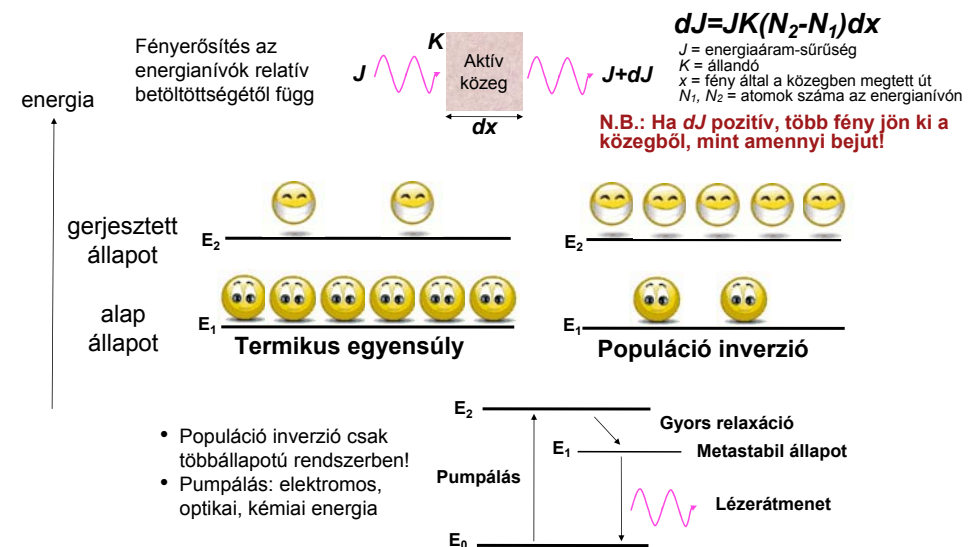 Fényerősítés az
energianívók relatív
betöltöttségétől függ
energia
K
J
Aktív
közeg
J+dJ
dx
dJ=JK(N₂-N₁)dx
J = energiaáram-sűrűség
K = állandó
x = fény által a közegben megtett út
N₁, N₂ = atomok száma az energianívón
N.B.: Ha dJ pozitív, több fény jön ki a
közegből, mint amennyi bejut!
gerjesztett
állapot
E₂
E₂
alap
állapot
E₁
E₁
Termikus egyensúly
Populáció inverzió
• Populáció inverzió csak
többállapotú rendszerben!
• Pumpálás: elektromos,
optikai, kémiai energia
E₂
Gyors relaxáció
E₁
Metastabil állapot
Pumpálás
Lézerátmenet
E₀